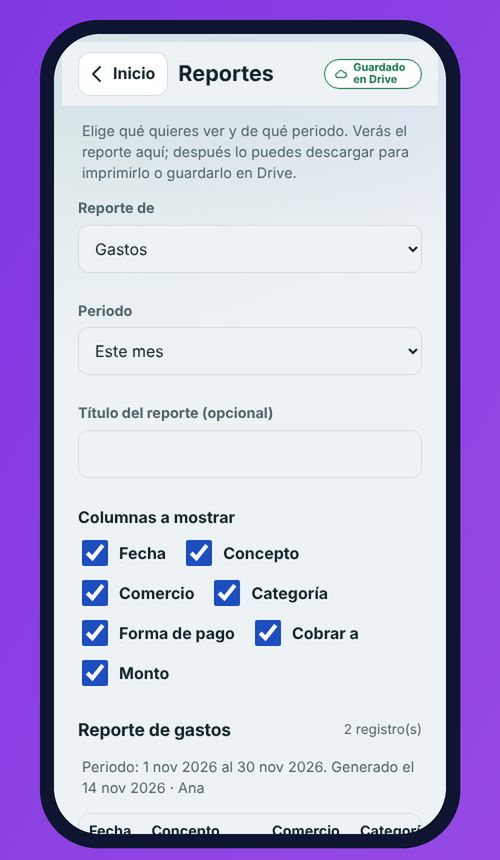 Inicio
Reportes
Guardado
en Drive
Elige qué quieres ver y de qué periodo. Verás el
reporte aquí; después lo puedes descargar para
imprimirlo o guardarlo en Drive.
Reporte de
Gastos
Periodo
Este mes
Título del reporte (opcional)
Columnas a mostrar
Fecha Concepto
Comercio Categoría
Forma de pago Cobrar a
Monto
Reporte de gastos 2 registro(s)
Periodo: 1 nov 2026 al 30 nov 2026. Generado el
14 nov 2026 · Ana
Fecha Concepto Comercio